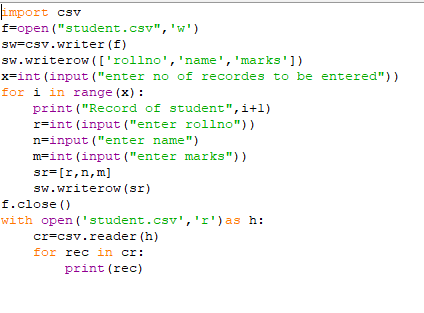 import csv
f=open("student.csv",'w')
sw=csv.writer(f)
sw.writerow(['rollno','name','marks'])
x=int(input("enter no of recordes to be entered"))
for i in range(x):
    print("Record of student",i+1)
    r=int(input("enter rollno"))
    n=input("enter name")
    m=int(input("enter marks"))
    sr=[r,n,m]
    sw.writerow(sr)
f.close()
with open('student.csv','r')as h:
    cr=csv.reader(h)
    for rec in cr:
        print(rec)